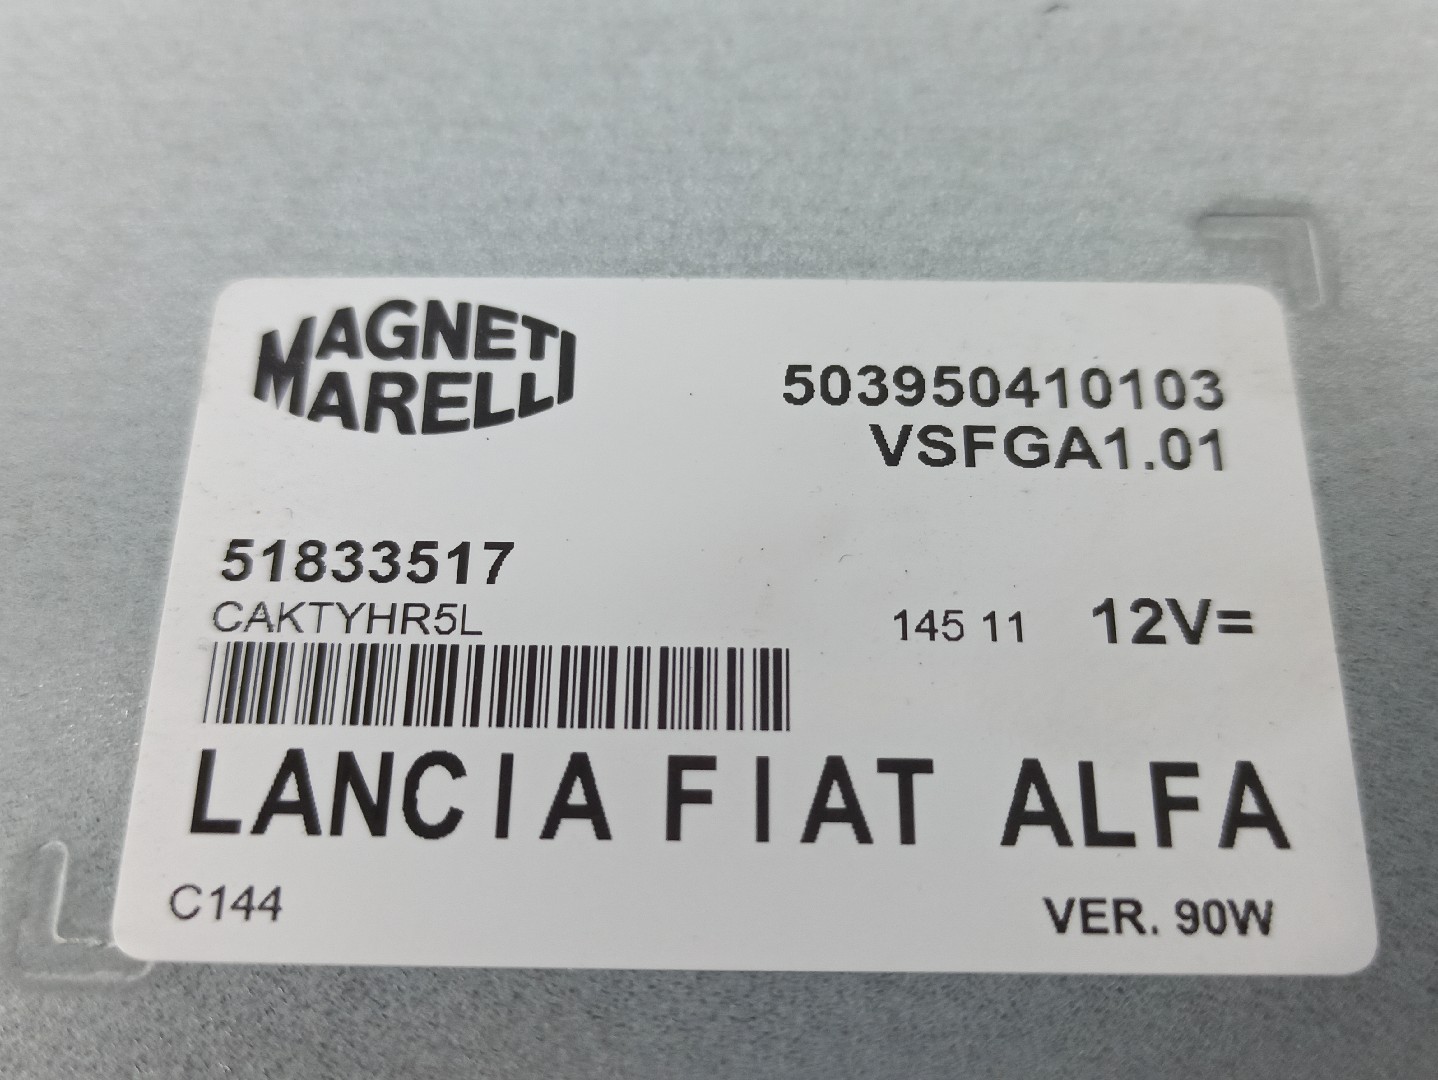 MAGNETI
MARELLI
503950410103
VSFGA1.01
51833517
CAKTYHR5L
145 11 12V=
LANCIA FIAT ALFA
C144 VER. 90W